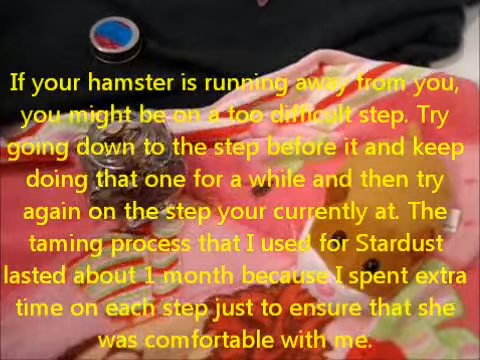 If your hamster is running away from you,
you might be on a too difficult step. Try
going down to the step before it and keep
doing that one for a while and then try
again on the step your currently at. The
taming process that I used for Stardust
lasted about 1 month because I spent extra
time on each step just to ensure that she
was comfortable with me.